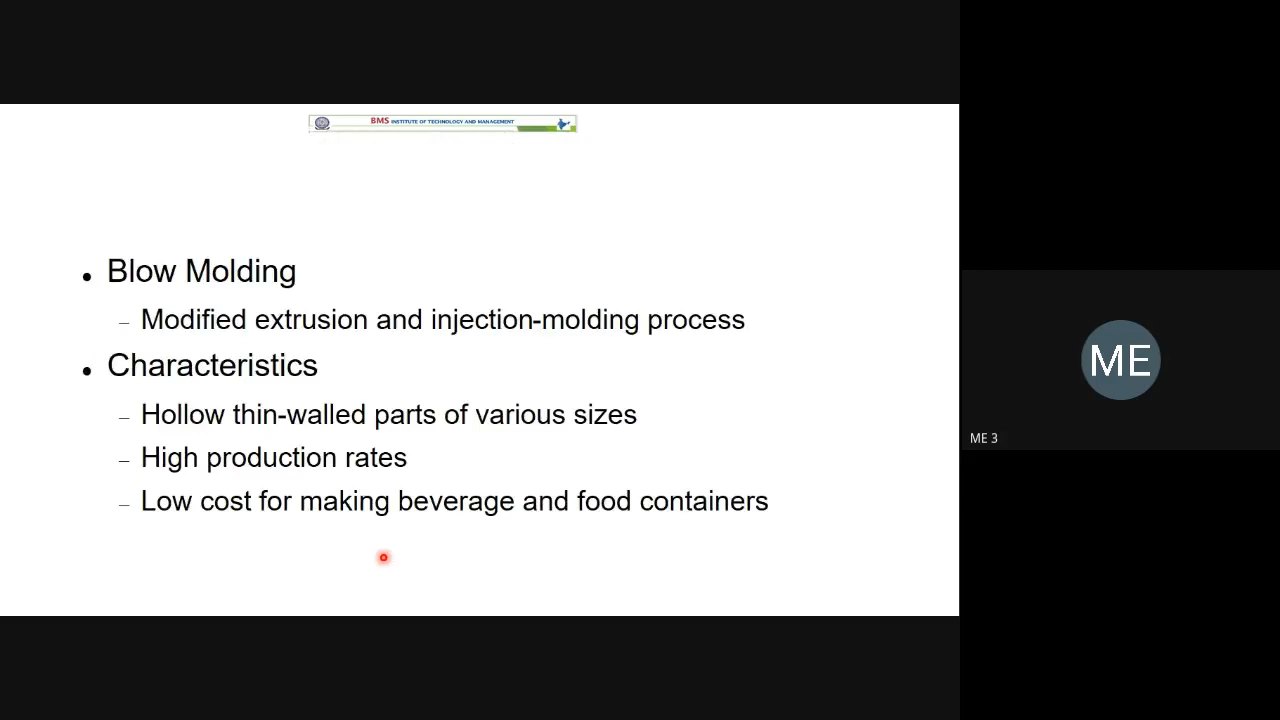 BMS INSTITUTE OF TECHNOLOGY AND MANAGEMENT
• Blow Molding
– Modified extrusion and injection-molding process
• Characteristics
– Hollow thin-walled parts of various sizes
– High production rates
– Low cost for making beverage and food containers
ME
ME 3